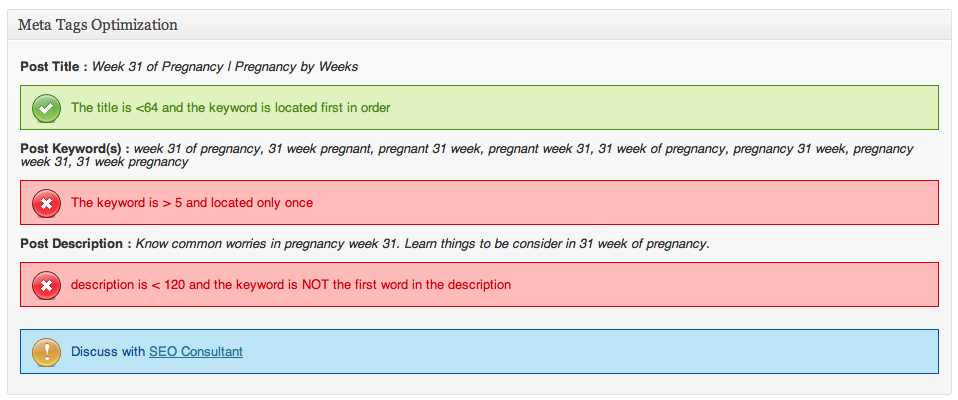 Meta Tags Optimization
Post Title : Week 31 of Pregnancy | Pregnancy by Weeks
The title is <64 and the keyword is located first in order
Post Keyword(s) : week 31 of pregnancy, 31 week pregnant, pregnant 31 week, pregnant week 31, 31 week of pregnancy, pregnancy 31 week, pregnancy
week 31, 31 week pregnancy
The keyword is > 5 and located only once
Post Description : Know common worries in pregnancy week 31. Learn things to be consider in 31 week of pregnancy.
description is < 120 and the keyword is NOT the first word in the description
Discuss with SEO Consultant